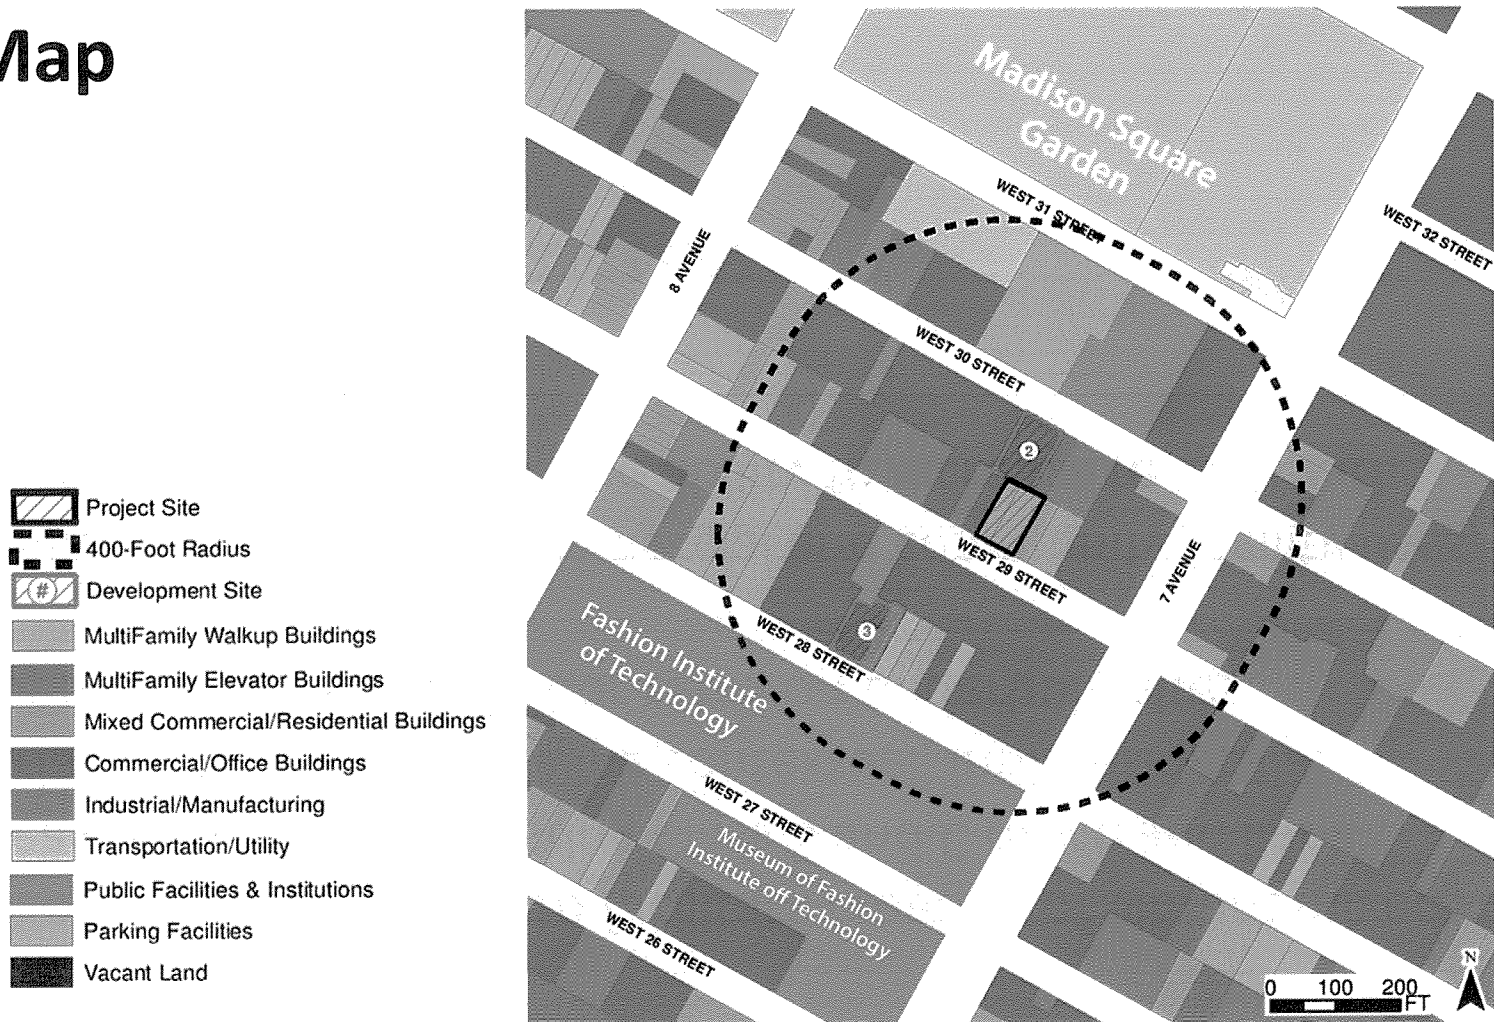 Map
Madison Square
Garden
WEST 31 STREET
WEST 32 STREET
8 AVENUE
WEST 30 STREET
2
Project Site
400-Foot Radius
# Development Site
MultiFamily Walkup Buildings
MultiFamily Elevator Buildings
Mixed Commercial/Residential Buildings
Commercial/Office Buildings
Industrial/Manufacturing
Transportation/Utility
Public Facilities & Institutions
Parking Facilities
Vacant Land
WEST 29 STREET
7 AVENUE
3
Fashion Institute
of Technology
WEST 28 STREET
WEST 27 STREET
Museum of Fashion
Institute off Technology
WEST 26 STREET
N
0 100 200
FT